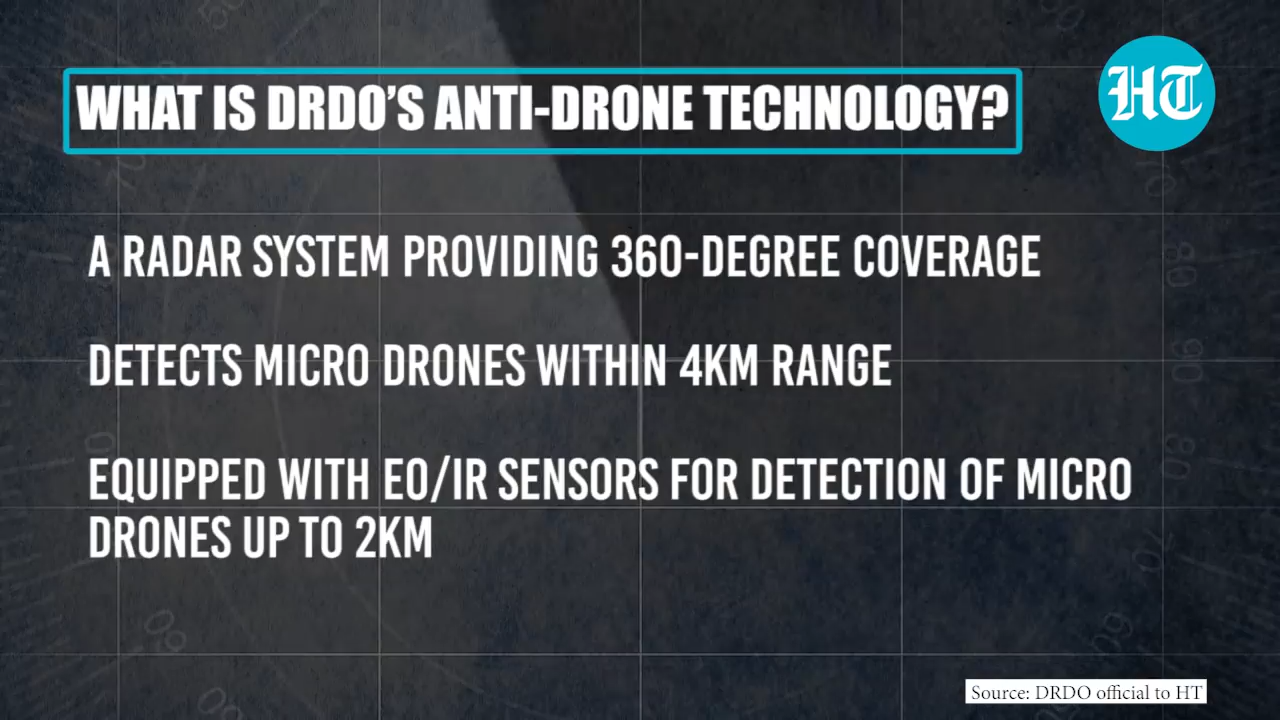 WHAT IS DRDO'S ANTI-DRONE TECHNOLOGY?
HT
A RADAR SYSTEM PROVIDING 360-DEGREE COVERAGE
DETECTS MICRO DRONES WITHIN 4KM RANGE
EQUIPPED WITH EO/IR SENSORS FOR DETECTION OF MICRO
DRONES UP TO 2KM
Source: DRDO official to HT